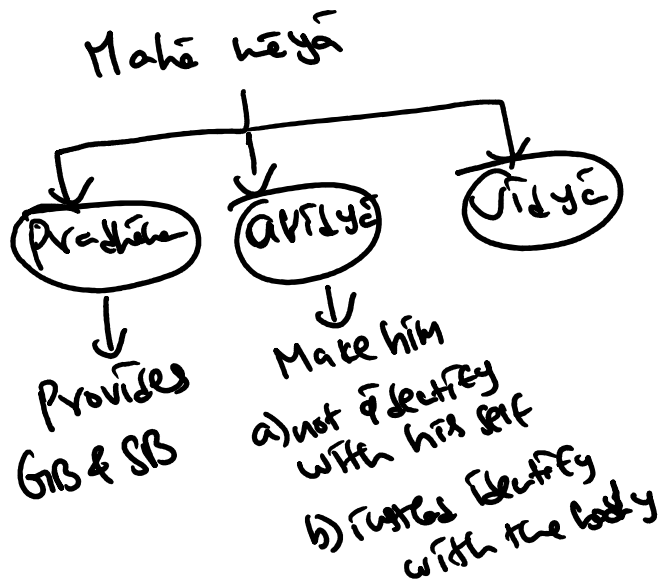 Mahā māyā
Pradhāna
avidyā
Vidyā
Provides
GB & SB
Make him
a) not identify
with his self
b) instead identify
with the body